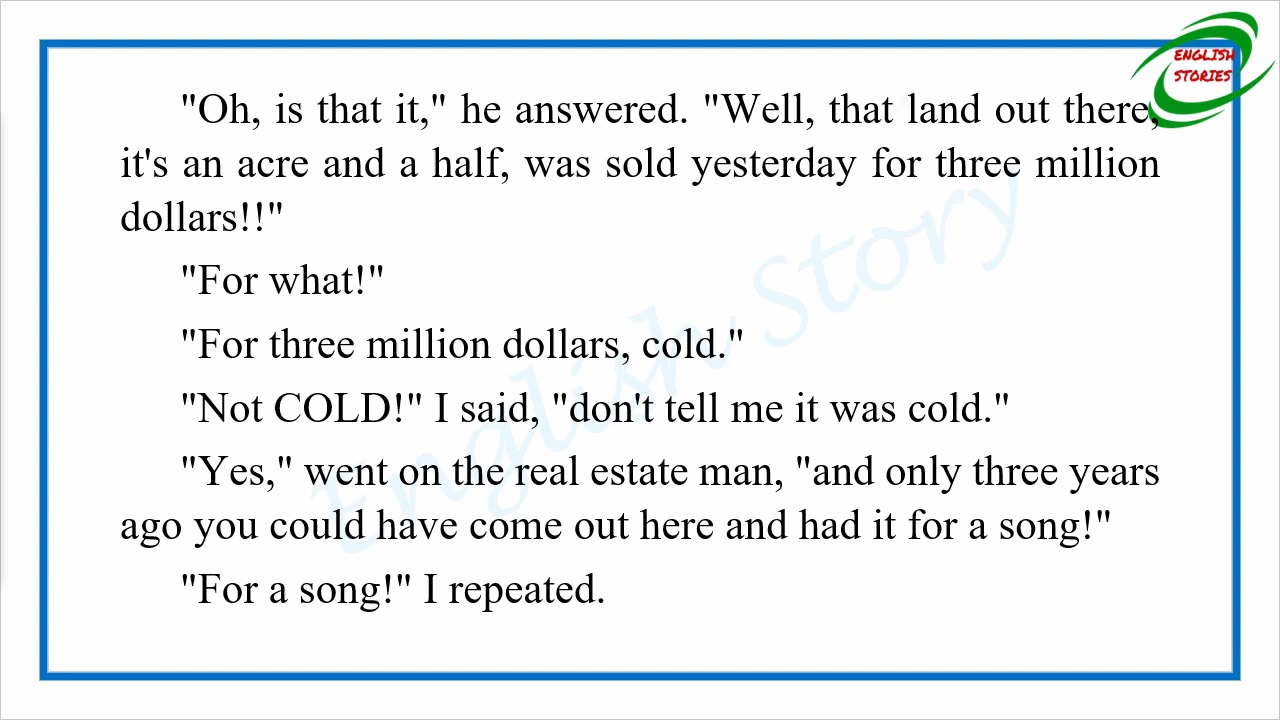 ENGLISH
STORIES
"Oh, is that it," he answered. "Well, that land out there,
it's an acre and a half, was sold yesterday for three million
dollars!!"
"For what!"
"For three million dollars, cold."
"Not COLD!" I said, "don't tell me it was cold."
"Yes," went on the real estate man, "and only three years
ago you could have come out here and had it for a song!"
"For a song!" I repeated.
English Story